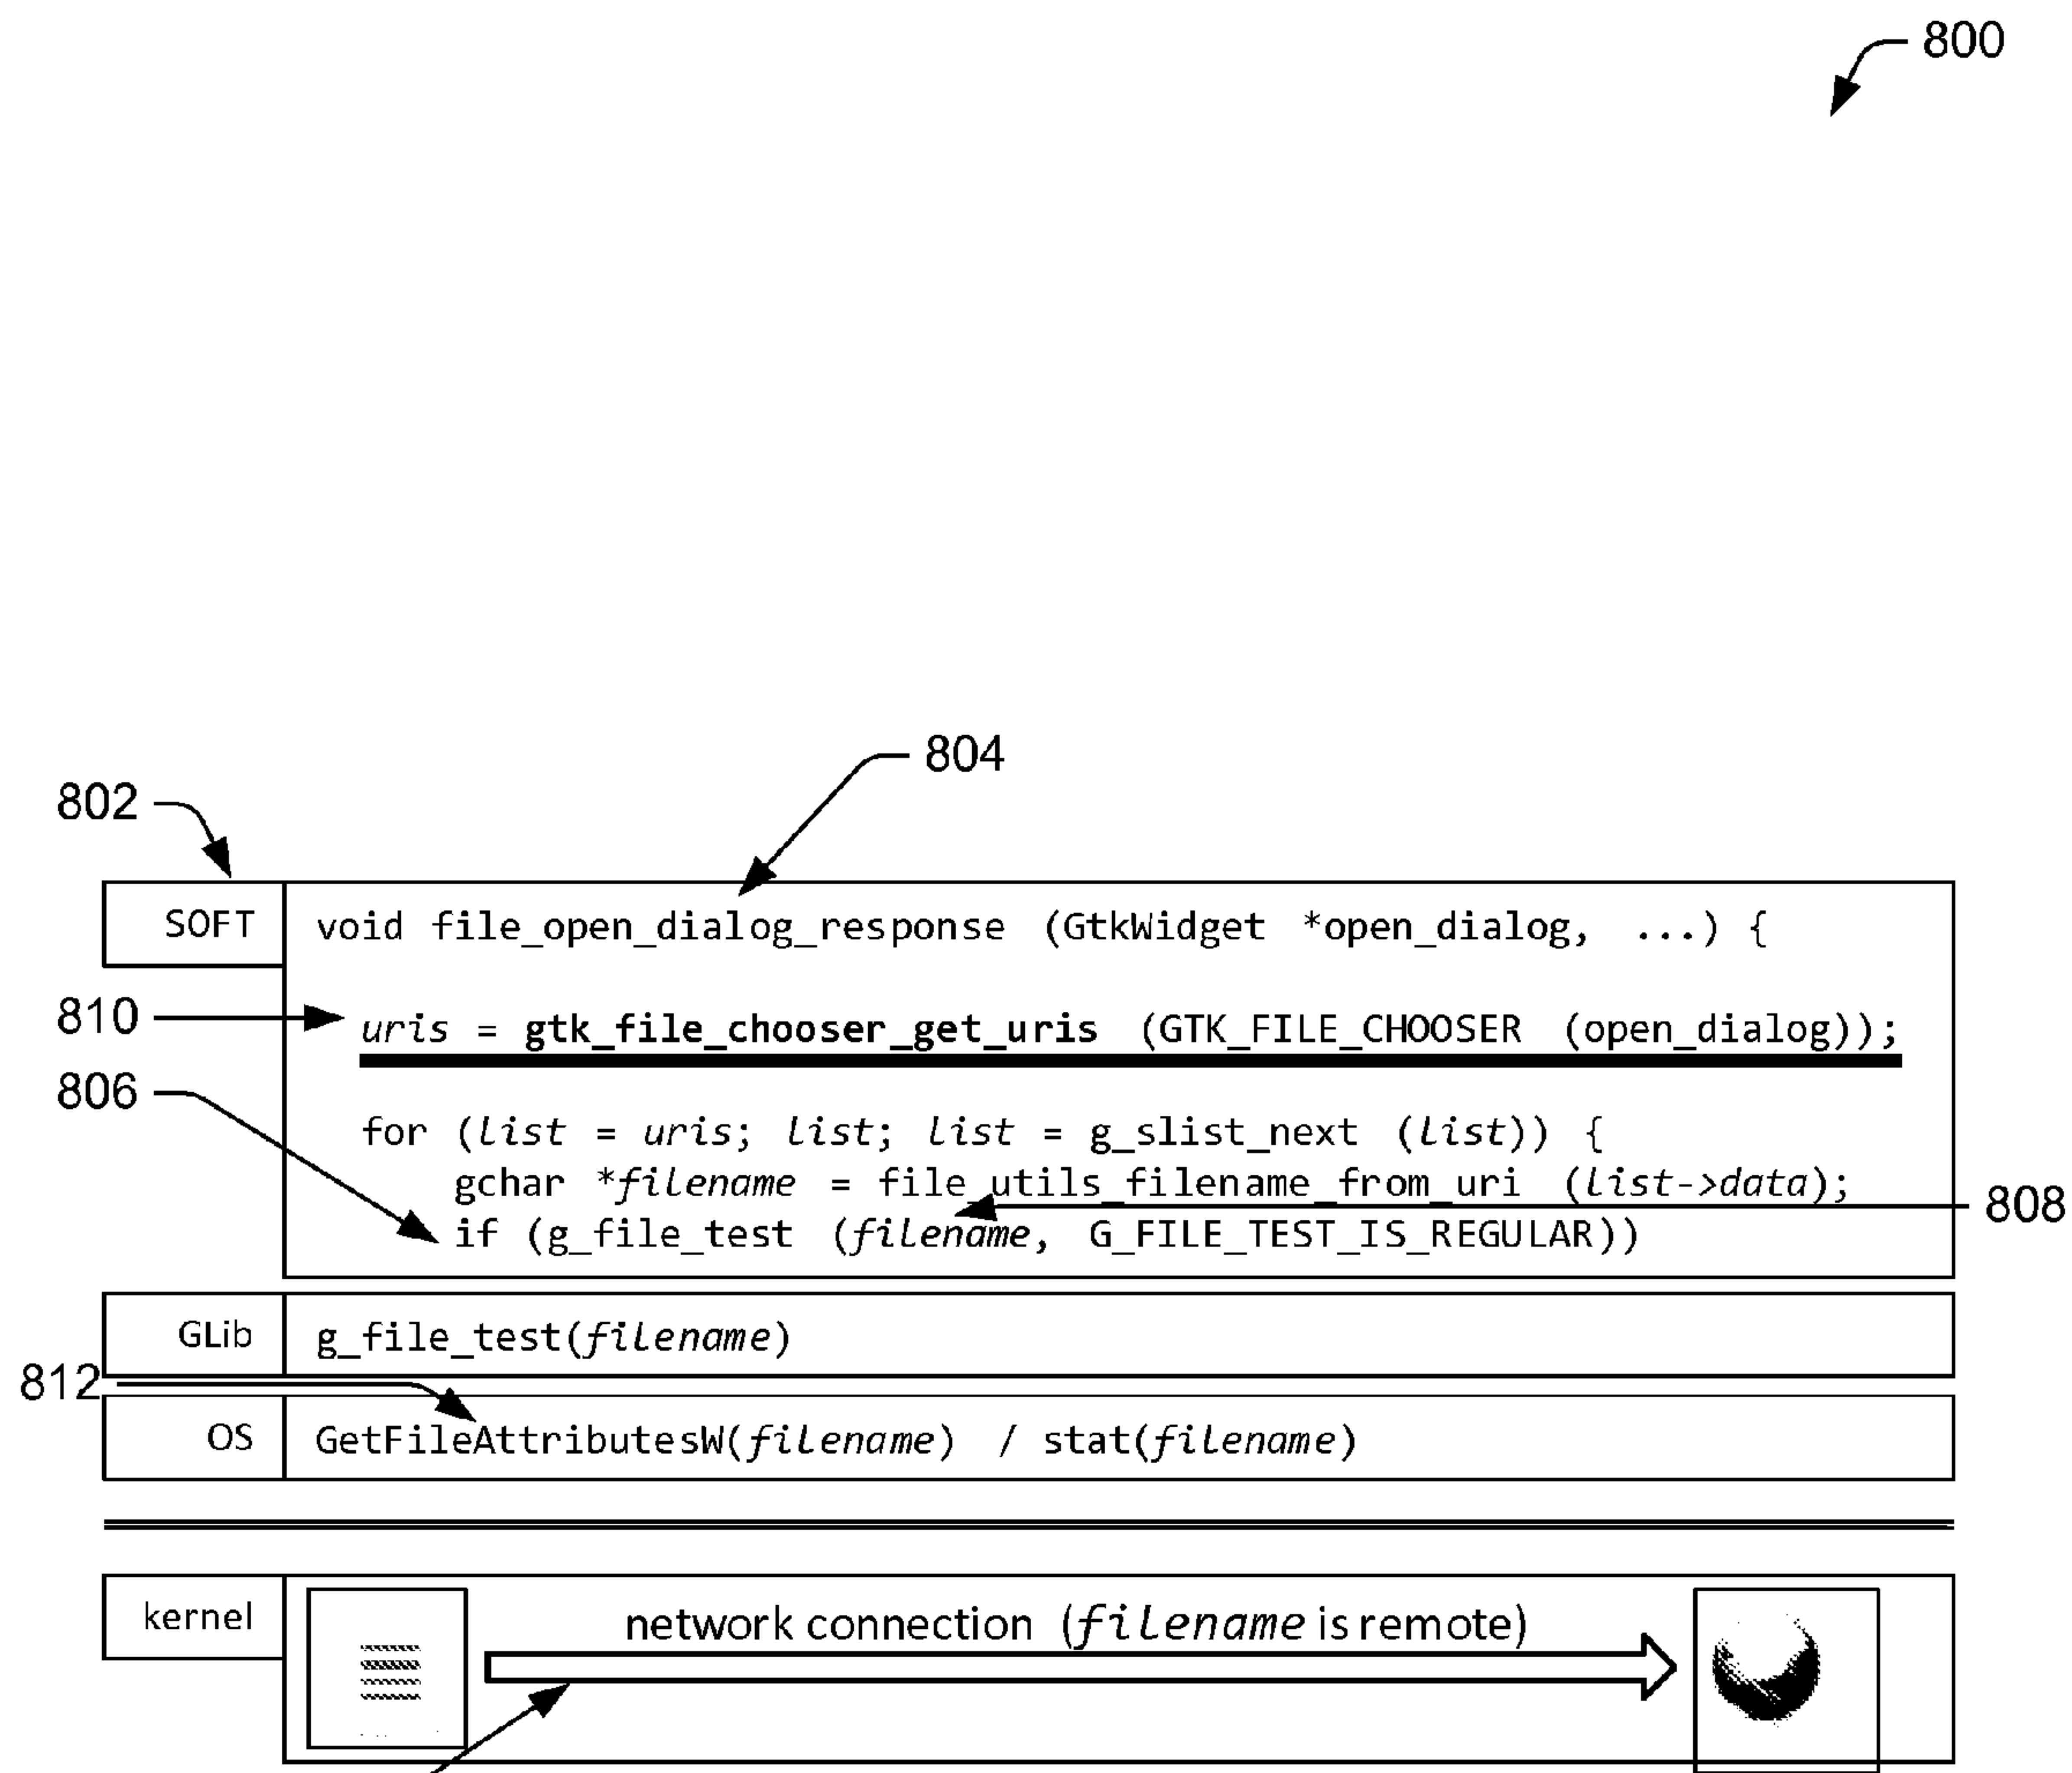 800
804
802
SOFT void file_open_dialog_response (GtkWidget *open_dialog, ...) {
810 uris = gtk_file_chooser_get_uris (GTK_FILE_CHOOSER (open_dialog));
806
for (list = uris; list; list = g_slist_next (list)) {
gchar *filename = file_utils_filename_from_uri (list->data);
808
if (g_file_test (filename, G_FILE_TEST_IS_REGULAR))
GLib g_file_test(filename)
812
OS GetFileAttributesW(filename) / stat(filename)
kernel network connection (filename is remote)